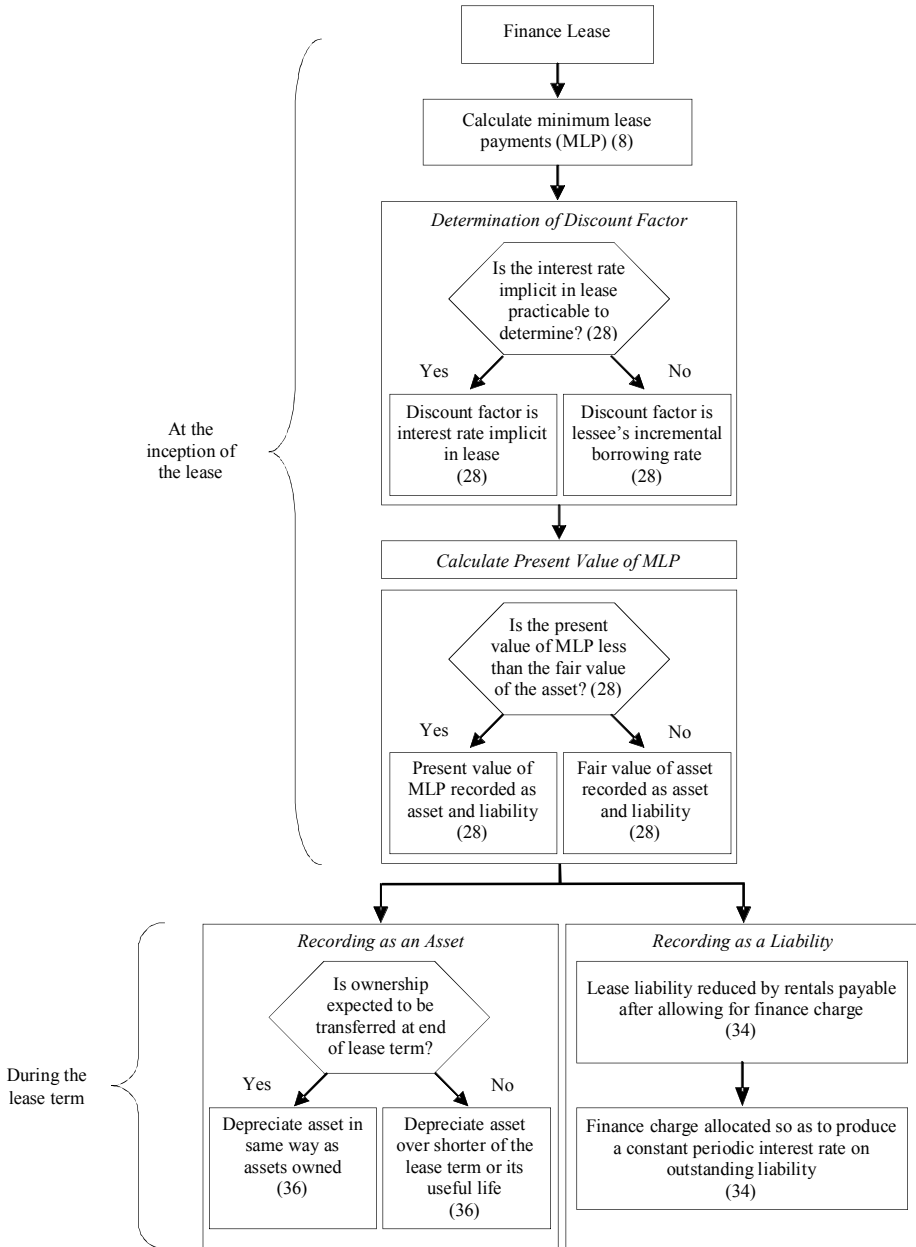 Finance Lease
Calculate minimum lease
payments (MLP) (8)
Determination of Discount Factor
Is the interest rate
implicit in lease
practicable to
determine? (28)
Yes
No
Discount factor is
interest rate implicit
in lease
(28)
Discount factor is
lessee's incremental
borrowing rate
(28)
At the
inception of
the lease
Calculate Present Value of MLP
Is the present
value of MLP less
than the fair value
of the asset? (28)
Yes
No
Present value of
MLP recorded as
asset and liability
(28)
Fair value of asset
recorded as asset
and liability
(28)
During the
lease term
Recording as an Asset
Is ownership
expected to be
transferred at end
of lease term?
Yes
No
Depreciate asset in
same way as
assets owned
(36)
Depreciate asset
over shorter of the
lease term or its
useful life
(36)
Recording as a Liability
Lease liability reduced by rentals payable
after allowing for finance charge
(34)
Finance charge allocated so as to produce
a constant periodic interest rate on
outstanding liability
(34)